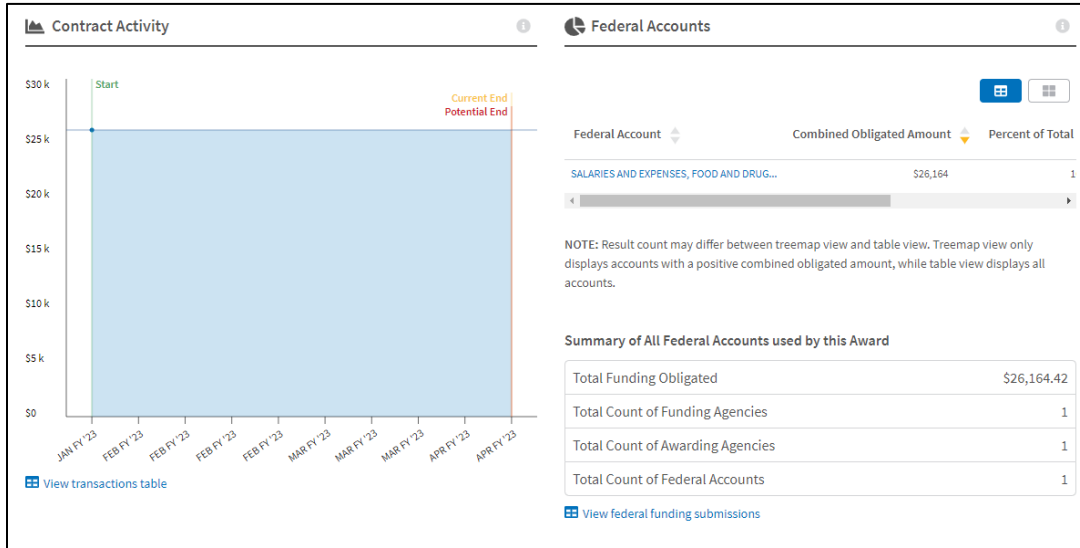 Contract Activity
$30 k
$25 k
$20 k
$15 k
$10 k
$5 k
$0
Start
Current End
Potential End
JAN FY '23
FEB FY '23
FEB FY '23
FEB FY '23
FEB FY '23
MAR FY '23
MAR FY '23
MAR FY '23
APR FY '23
APR FY '23
View transactions table
Federal Accounts
Federal Account Combined Obligated Amount Percent of Total
SALARIES AND EXPENSES, FOOD AND DRUG... $26,164 1
NOTE: Result count may differ between treemap view and table view. Treemap view only
displays accounts with a positive combined obligated amount, while table view displays all
accounts.
Summary of All Federal Accounts used by this Award
Total Funding Obligated $26,164.42
Total Count of Funding Agencies 1
Total Count of Awarding Agencies 1
Total Count of Federal Accounts 1
View federal funding submissions